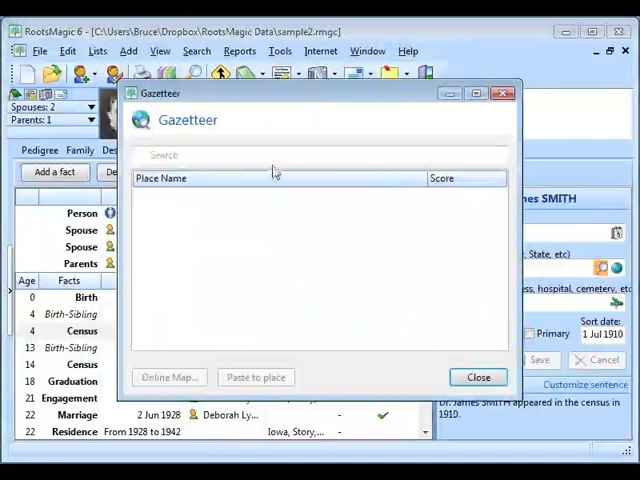 RootsMagic 6 - [C:\Users\Bruce\Dropbox\RootsMagic Data\sample2.rmgc]
File Edit Lists Add Search Reports Tools Internet Window Help
Spouses: 2
Parents: 1
Gazetteer
Gazetteer
Search
Place Name Score
Online Map... Paste to place Close
Pedigree Family
Add a fact
Person
Spouse
Spouse
Parents
Age Facts
0 Birth
4 Birth-Sibling
4 Census
13 Birth-Sibling
14 Census
18 Graduation
21 Engagement
22 Marriage 2 Jun 1928 Deborah Ly...
22 Residence From 1928 to 1942 Iowa, Story,... -
SMITH
, State, etc)
hospital, cemetery, etc)
Sort date:
Primary 1 Jul 1910
Save Cancel
Customize sentence
Dr. James SMITH appeared in the census in
1910.